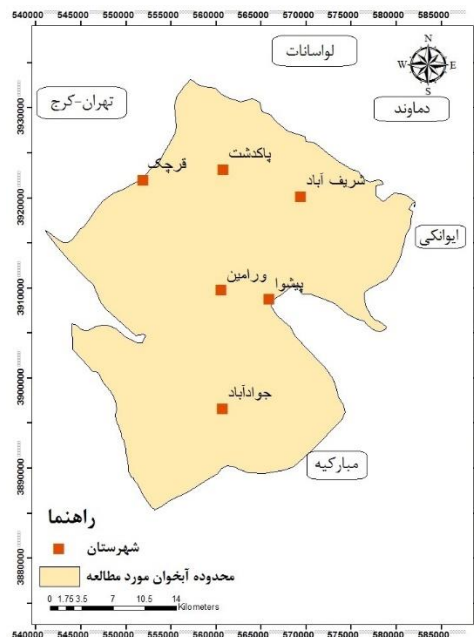 540000 545000 550000 555000 560000 565000 570000 575000 580000 585000
N
W E
S
لواسانات
تهران-کرج
دماوند
3930000
پاکدشت
قرچک
شریف آباد
3920000
ایوانکی
ورامین
پیشوا
3910000
3900000
جوادآباد
مبارکیه
3890000
راهنما
شهرستان
محدوده آبخوان مورد مطالعه
3880000
0 1.75 3.5 7 10.5 14
Kilometers
540000 545000 550000 555000 560000 565000 570000 575000 580000 585000